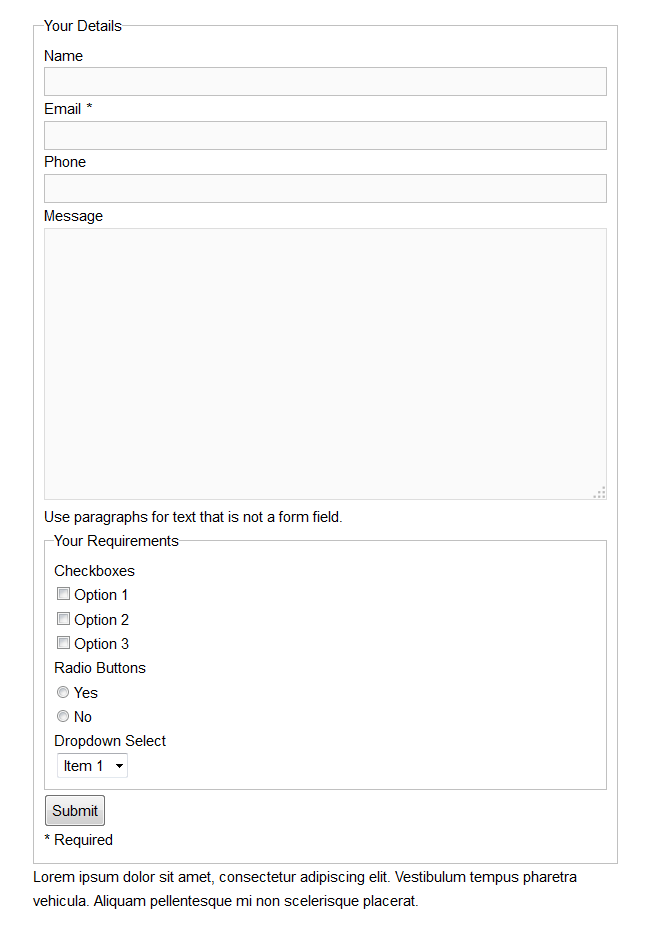 Your Details
Name
Email *
Phone
Message
Use paragraphs for text that is not a form field.
Your Requirements
Checkboxes
Option 1
Option 2
Option 3
Radio Buttons
Yes
No
Dropdown Select
Item 1
Submit
* Required
Lorem ipsum dolor sit amet, consectetur adipiscing elit. Vestibulum tempus pharetra
vehicula. Aliquam pellentesque mi non scelerisque placerat.